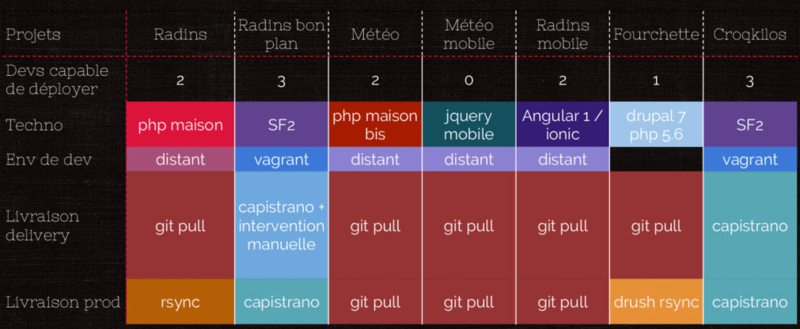 Projets Radins Radins bon plan Météo Météo mobile Radins mobile Fourchette Croqkilos
Devs capable de déployer 2 3 2 0 2 1 3
Techno php maison SF2 php maison bis jquery mobile Angular 1 / ionic drupal 7 php 5.6 SF2
Env de dev distant vagrant distant distant distant vagrant
Livraison delivery git pull capistrano + intervention manuelle git pull git pull git pull git pull capistrano
Livraison prod rsync capistrano git pull git pull git pull drush rsync capistrano